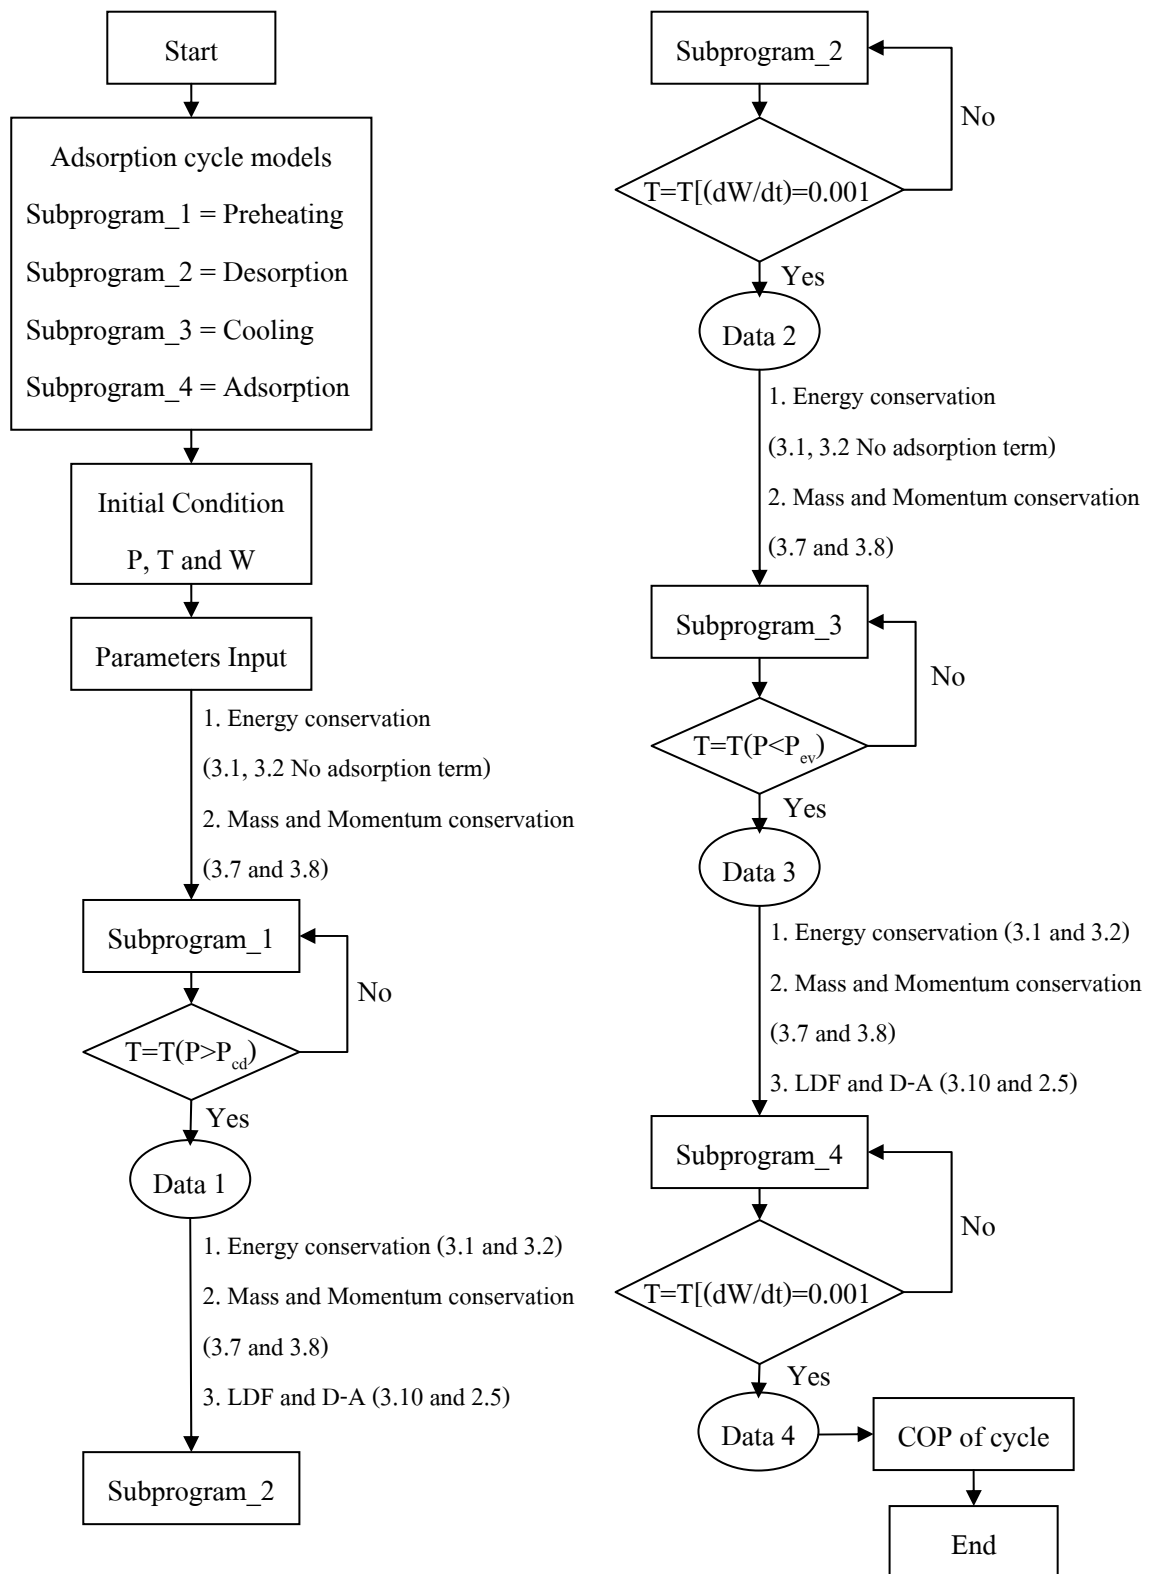 Start
Adsorption cycle models
Subprogram_1 = Preheating
Subprogram_2 = Desorption
Subprogram_3 = Cooling
Subprogram_4 = Adsorption
Initial Condition
P, T and W
Parameters Input
1. Energy conservation
(3.1, 3.2 No adsorption term)
2. Mass and Momentum conservation
(3.7 and 3.8)
Subprogram_1
No
T=T(P>P_cd)
Yes
Data 1
1. Energy conservation (3.1 and 3.2)
2. Mass and Momentum conservation
(3.7 and 3.8)
3. LDF and D-A (3.10 and 2.5)
Subprogram_2
Subprogram_2
No
T=T[(dW/dt)=0.001
Yes
Data 2
1. Energy conservation
(3.1, 3.2 No adsorption term)
2. Mass and Momentum conservation
(3.7 and 3.8)
Subprogram_3
No
T=T(P<P_ev)
Yes
Data 3
1. Energy conservation (3.1 and 3.2)
2. Mass and Momentum conservation
(3.7 and 3.8)
3. LDF and D-A (3.10 and 2.5)
Subprogram_4
No
T=T[(dW/dt)=0.001
Yes
Data 4
COP of cycle
End